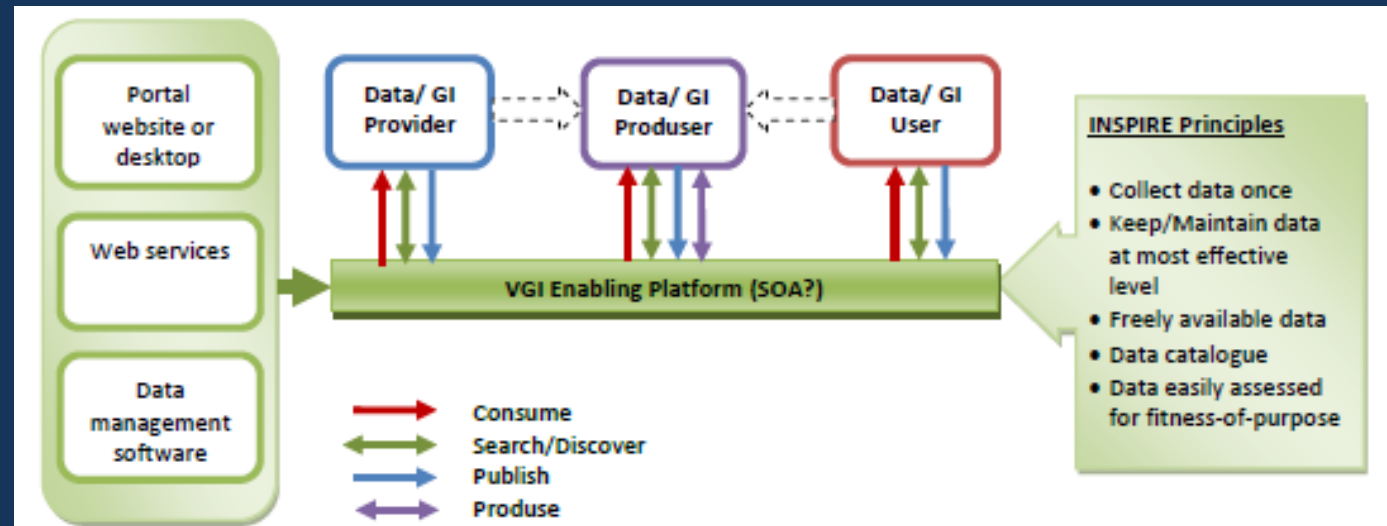 Portal
website or
desktop
Web services
Data
management
software
Data/ GI
Provider
Data/ GI
Produser
Data/ GI
User
VGI Enabling Platform (SOA?)
Consume
Search/Discover
Publish
Produse
INSPIRE Principles
• Collect data once
• Keep/Maintain data
at most effective
level
• Freely available data
• Data catalogue
• Data easily assessed
for fitness-of-purpose